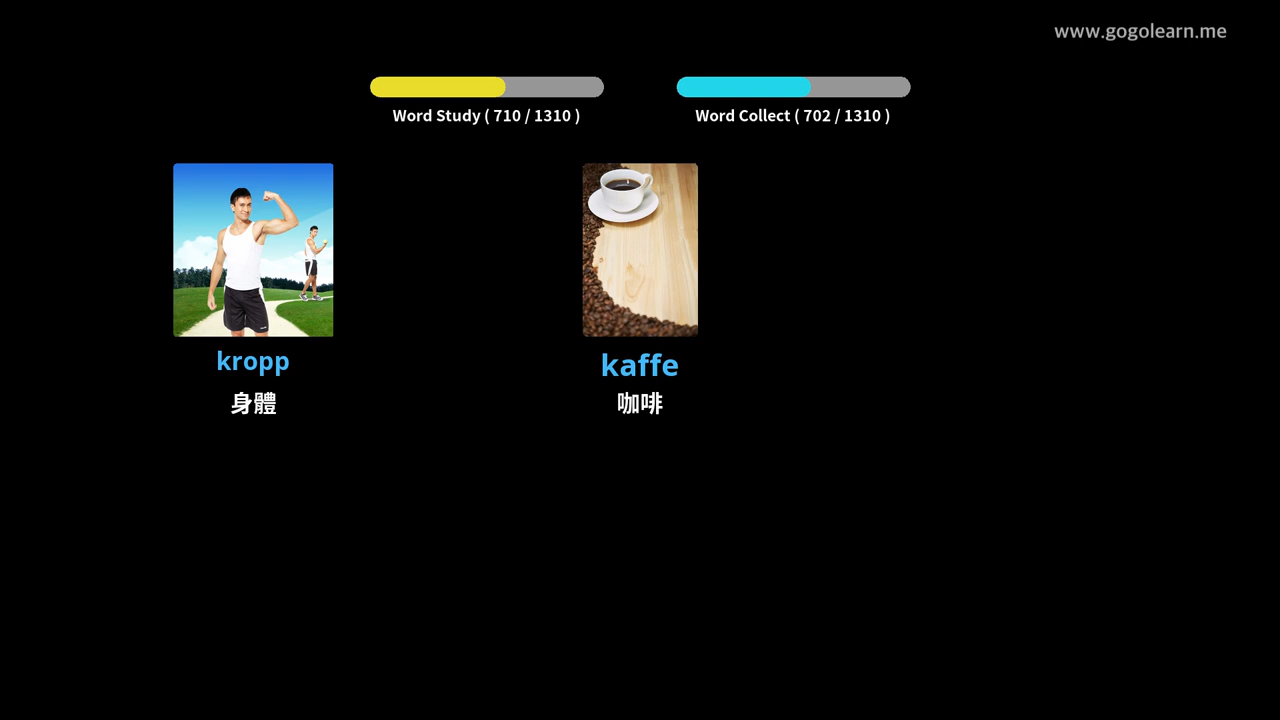 www.gogolearn.me
Word Study ( 710 / 1310 )
Word Collect ( 702 / 1310 )
kropp
身體
kaffe
咖啡